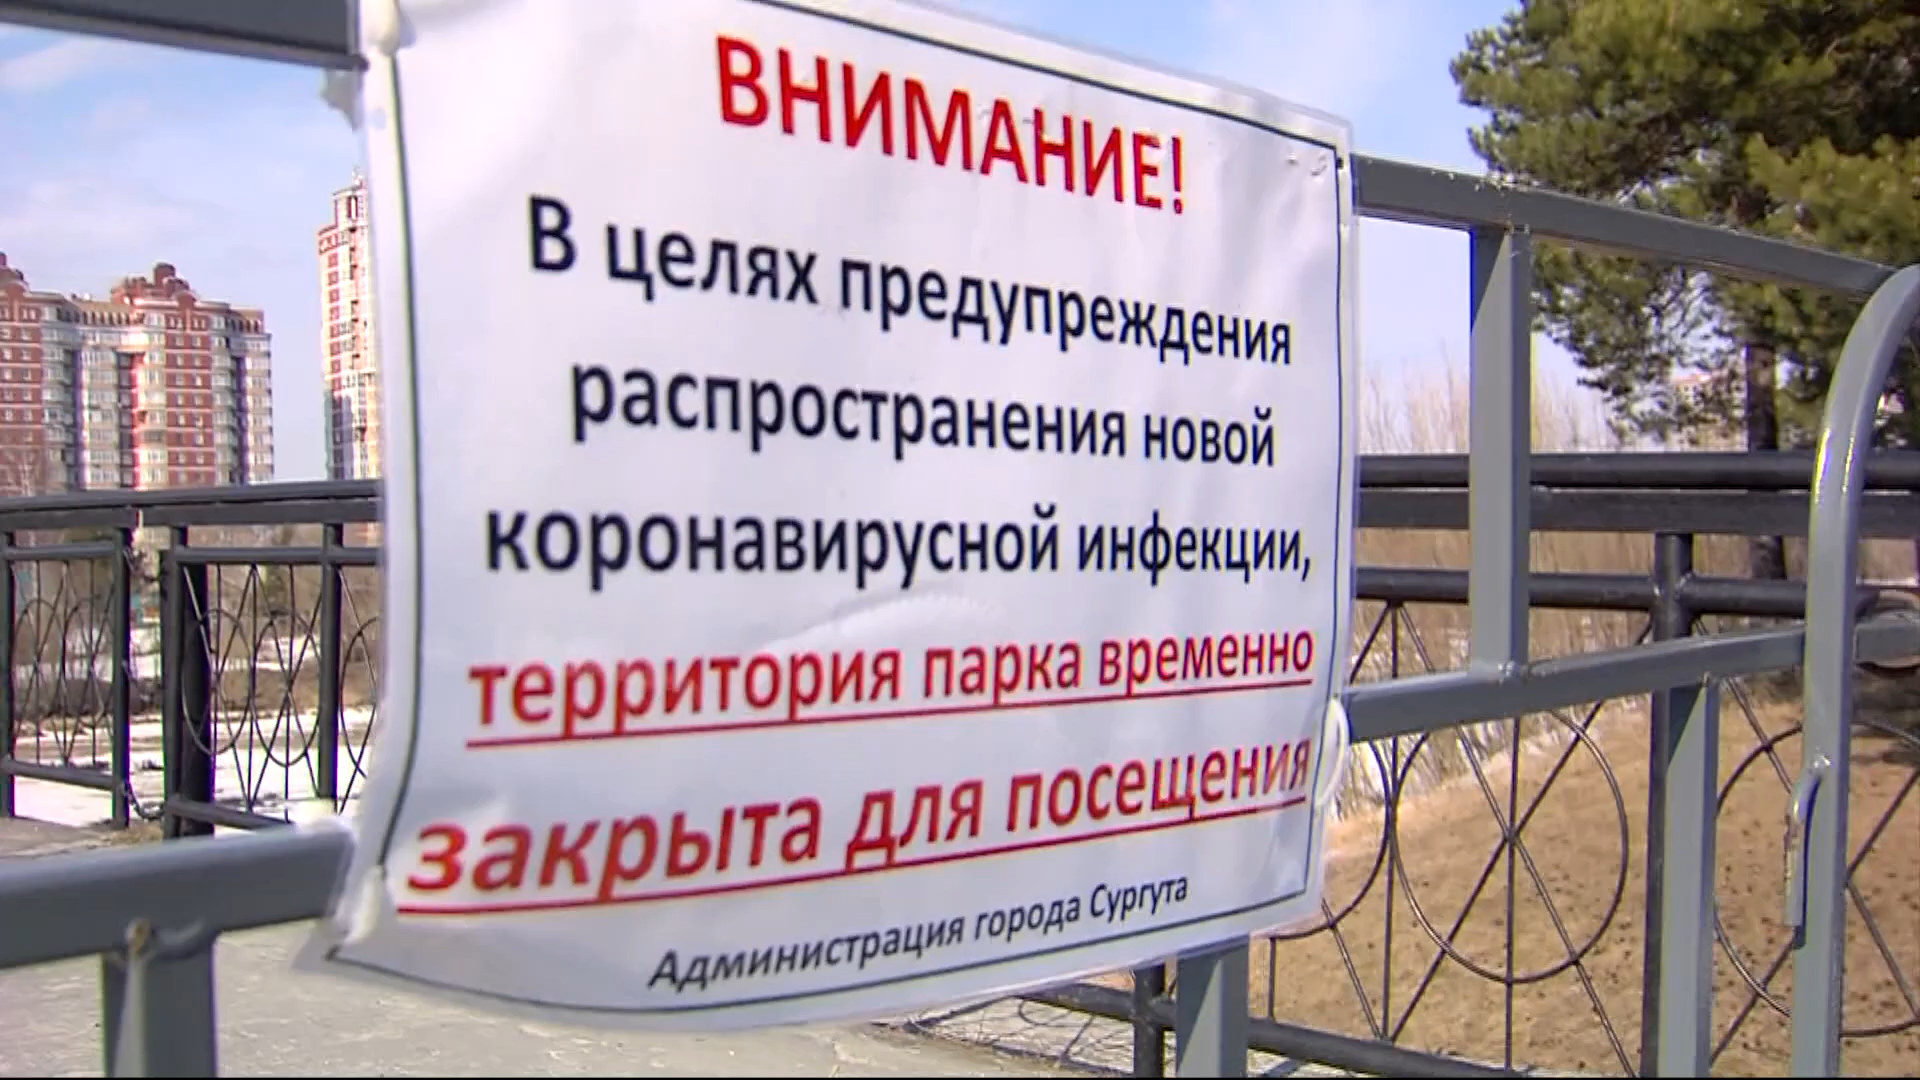 ВНИМАНИЕ!
В целях предупреждения
распространения новой
коронавирусной инфекции,
территория парка временно
закрыта для посещения
Администрация города Сургута